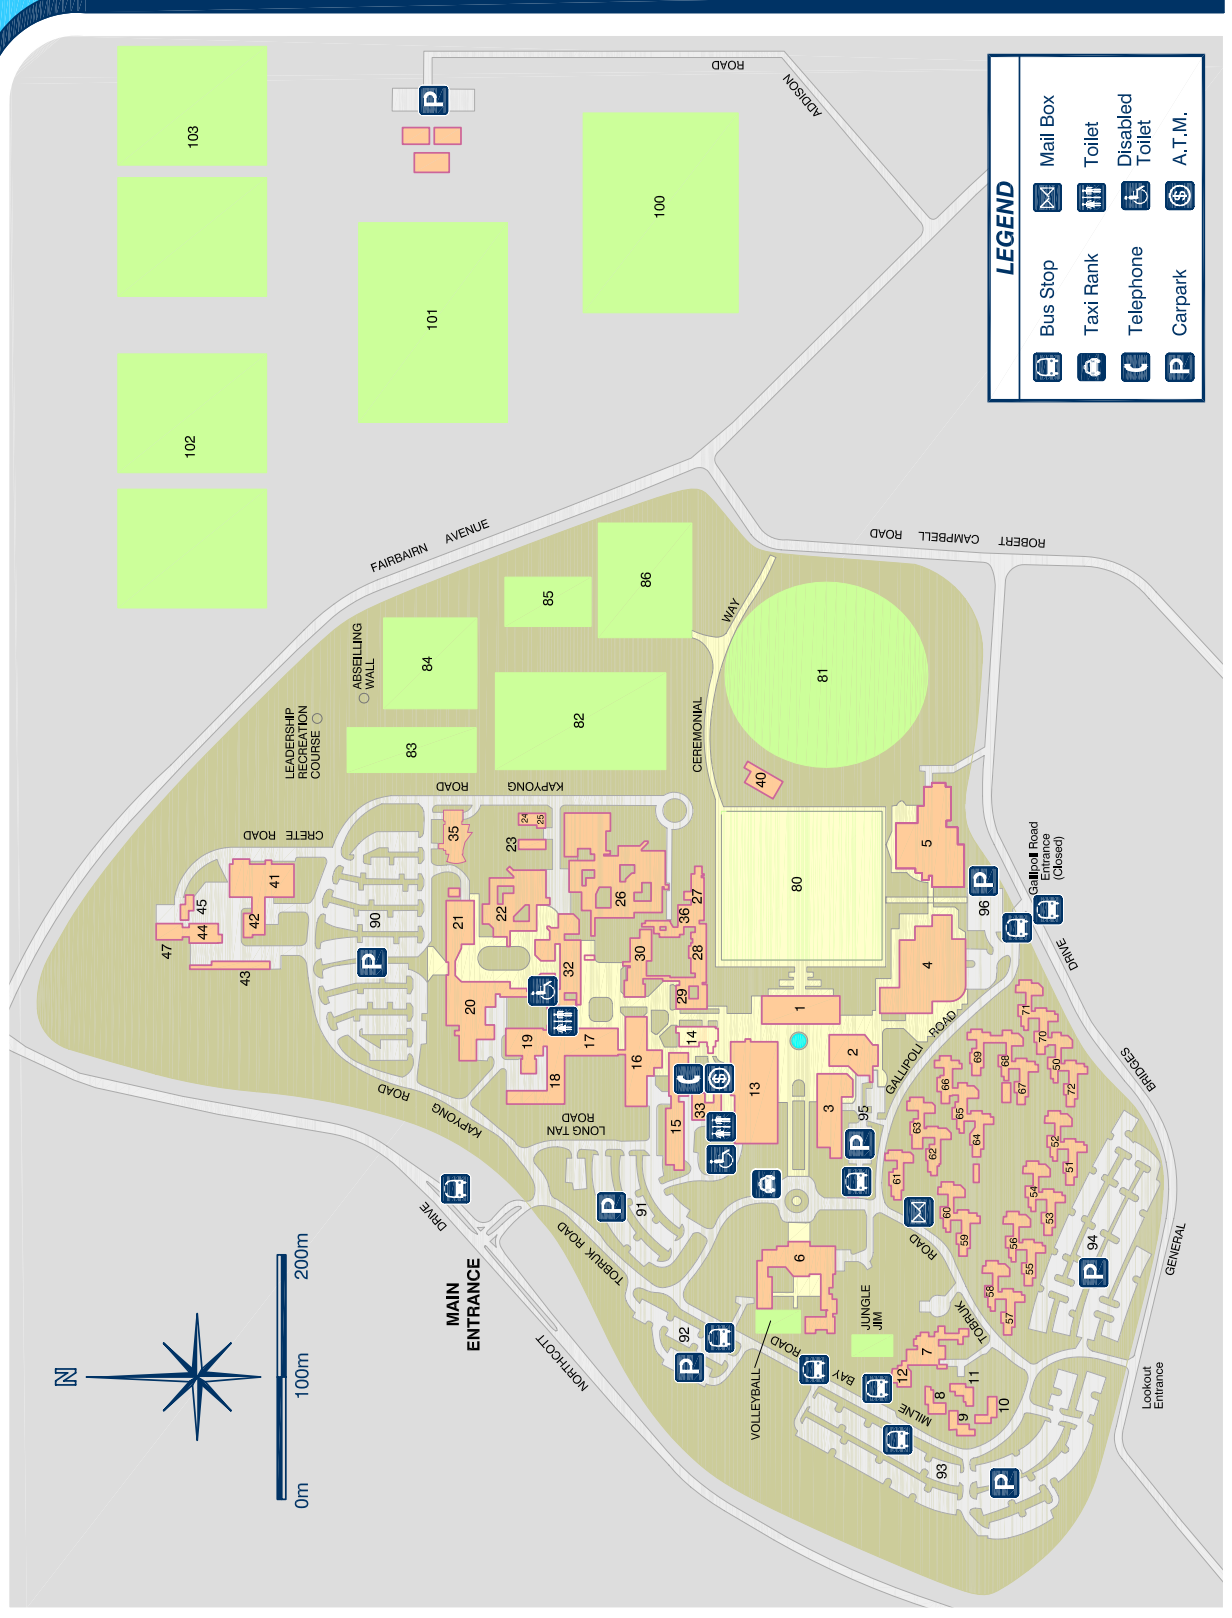 LEGEND
Bus Stop
Mail Box
Taxi Rank
Toilet
Telephone
Disabled
Toilet
Carpark
A.T.M.
N
0m
100m
200m
MAIN
ENTRANCE
NORTHCOTT
DRIVE
FAIRBAIRN AVENUE
ADDISON
ROAD
ROBERT
CAMPBELL
ROAD
GENERAL
BRIDGES
DRIVE
Lookout
Entrance
Gallipoli Road
Entrance
(Closed)
GALLIPOLI ROAD
TOBRUK ROAD
TOBRUK
ROAD
MILNE
BAY
ROAD
KAPYONG
ROAD
KAPYONG
ROAD
LONG TAN
ROAD
CRETE ROAD
CEREMONIAL
WAY
LEADERSHIP
RECREATION
COURSE
ABSEILLING
WALL
VOLLEYBALL
JUNGLE
JIM
1
2
3
4
5
6
7
8
9
10
11
12
13
14
15
16
17
18
19
20
21
22
23
24
25
26
27
28
29
30
32
33
35
36
40
41
42
43
44
45
47
50
51
52
53
54
55
56
57
58
59
60
61
62
63
64
65
66
67
68
69
70
71
72
80
81
82
83
84
85
86
90
91
92
93
94
95
96
100
101
102
103
P
P
P
P
P
P
P
P
P
$
$